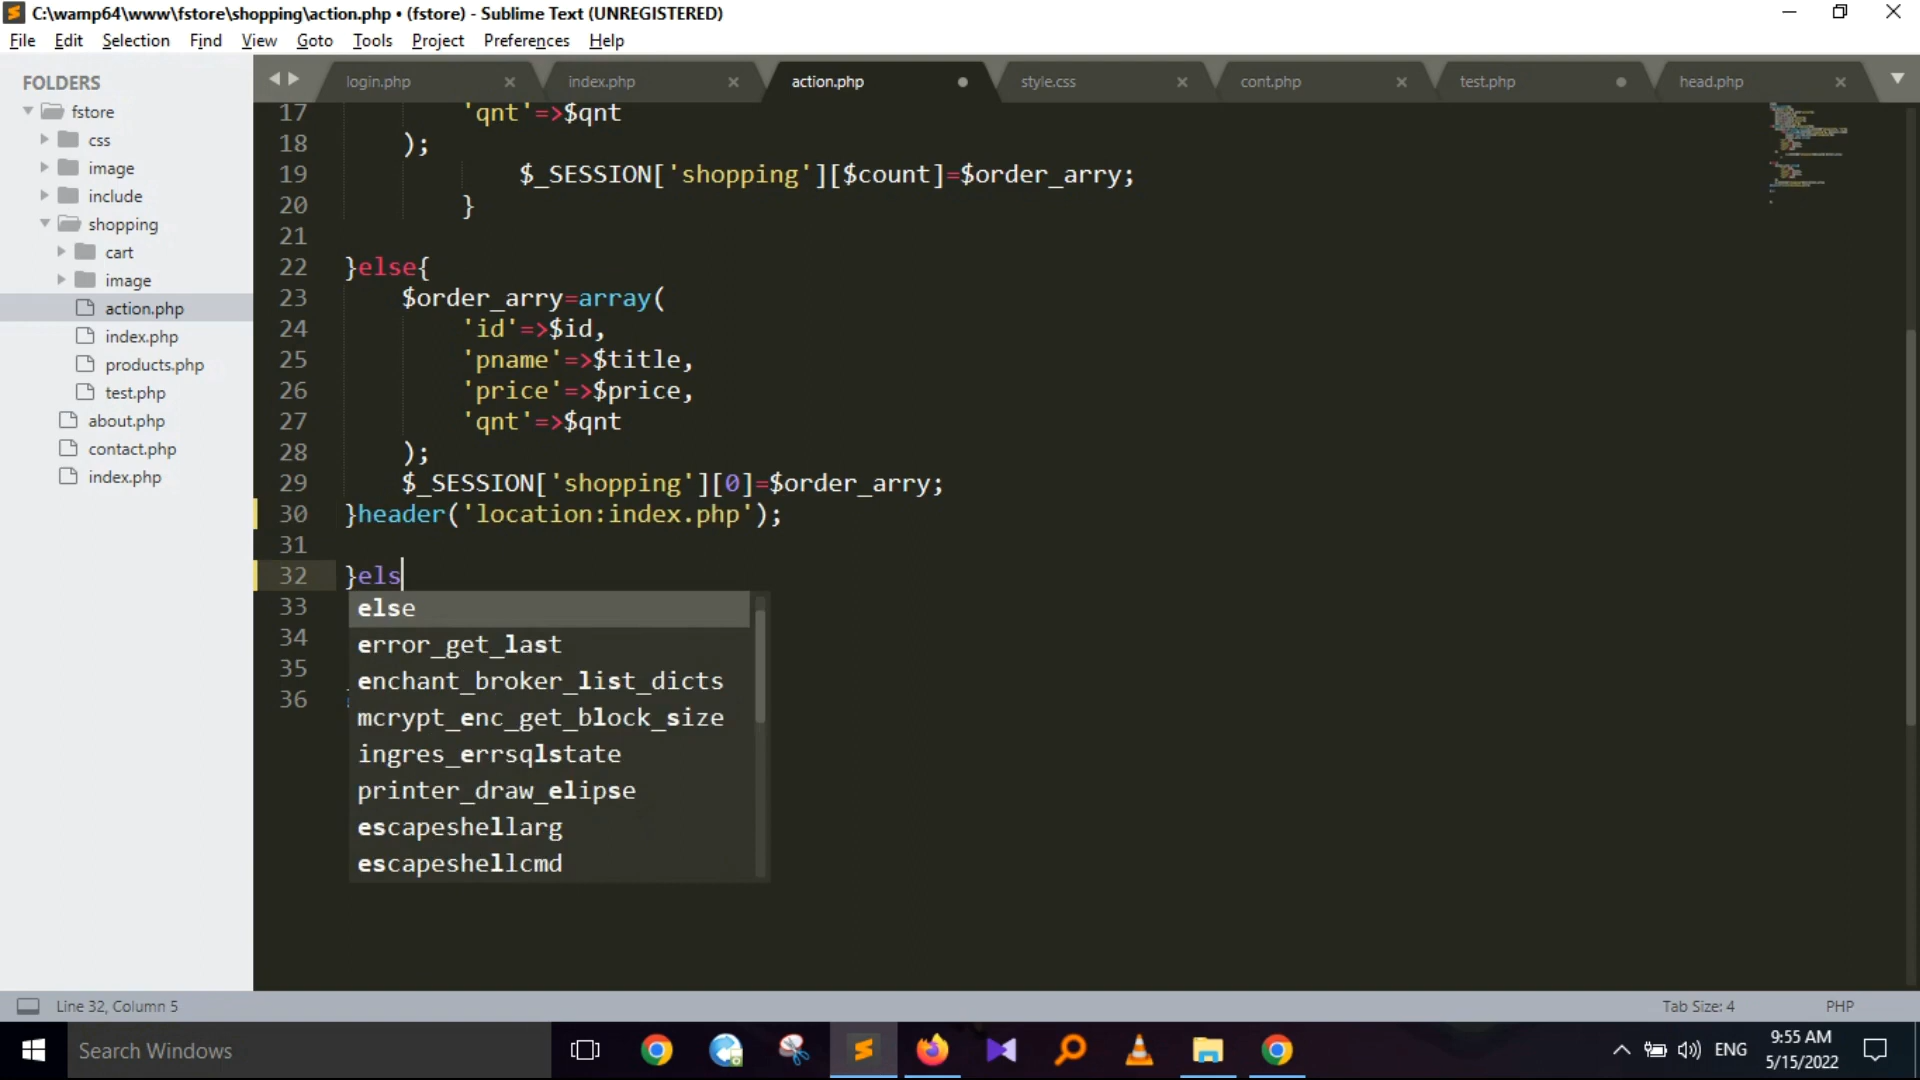 C:\wamp64\www\fstore\shopping\action.php • (fstore) - Sublime Text (UNREGISTERED)
File Edit Selection Find View Goto Tools Project Preferences Help
FOLDERS
fstore
css
image
include
shopping
cart
image
action.php
index.php
products.php
test.php
about.php
contact.php
index.php
login.php index.php action.php style.css cont.php test.php head.php
17 'qnt'=>$qnt
18 );
19 $_SESSION['shopping'][$count]=$order_arry;
20 }
21
22 }else{
23 $order_arry=array(
24 'id'=>$id,
25 'pname'=>$title,
26 'price'=>$price,
27 'qnt'=>$qnt
28 );
29 $_SESSION['shopping'][0]=$order_arry;
30 }header('location:index.php');
31
32 }els
33
34
35
36
else
error_get_last
enchant_broker_list_dicts
mcrypt_enc_get_block_size
ingres_errsqlstate
printer_draw_elipse
escapeshellarg
escapeshellcmd
Line 32, Column 5
Tab Size: 4
PHP
Search Windows
ENG
9:55 AM
5/15/2022